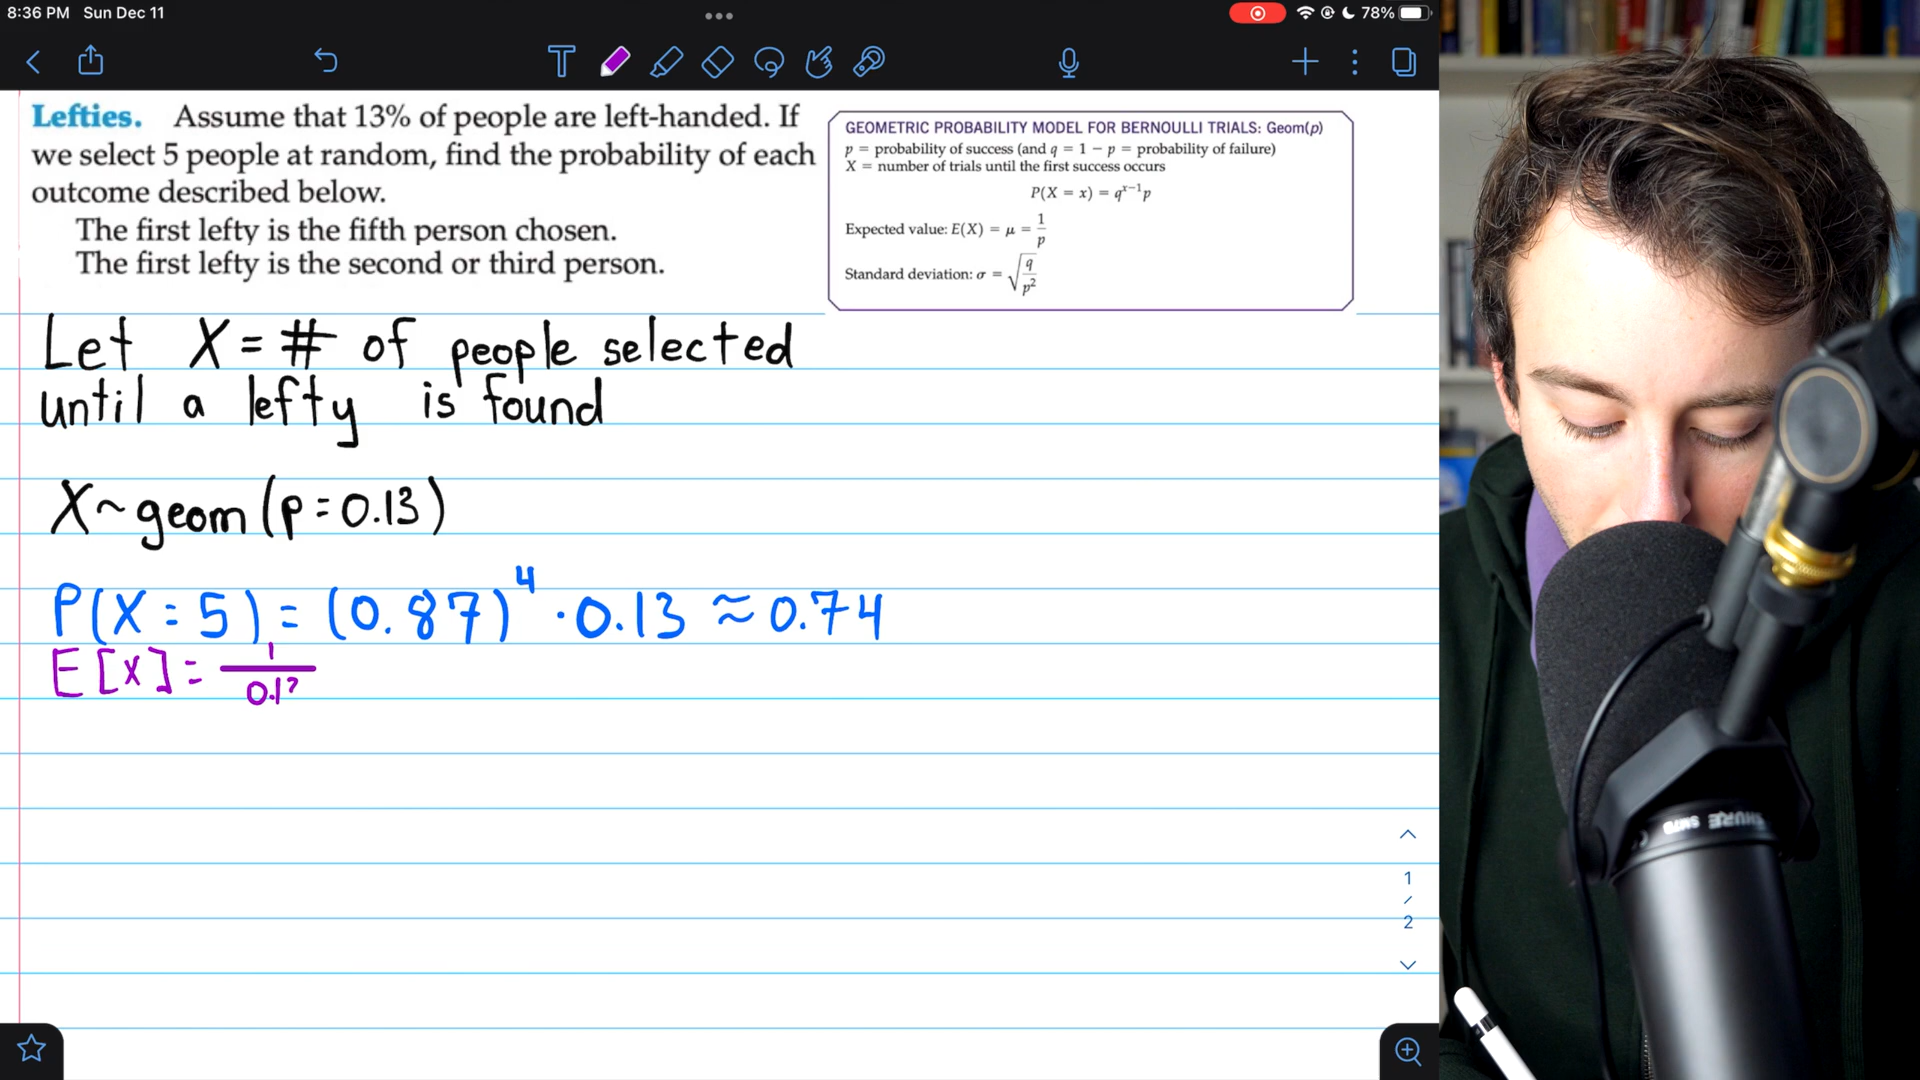 8:36 PM Sun Dec 11
78%
Lefties. Assume that 13% of people are left-handed. If
we select 5 people at random, find the probability of each
outcome described below.
The first lefty is the fifth person chosen.
The first lefty is the second or third person.
GEOMETRIC PROBABILITY MODEL FOR BERNOULLI TRIALS: Geom(p)
p = probability of success (and q = 1 − p = probability of failure)
X = number of trials until the first success occurs
P(X = x) = qˣ⁻¹p
Expected value: E(X) = μ = 1/p
Standard deviation: σ = √(q/p²)
Let X = # of people selected
until a lefty is found
X ~ geom (p = 0.13)
P(X = 5) = (0.87)⁴ · 0.13 ≈ 0.74
E[X] = 1/0.1
1
/
2
SHURE SM7B